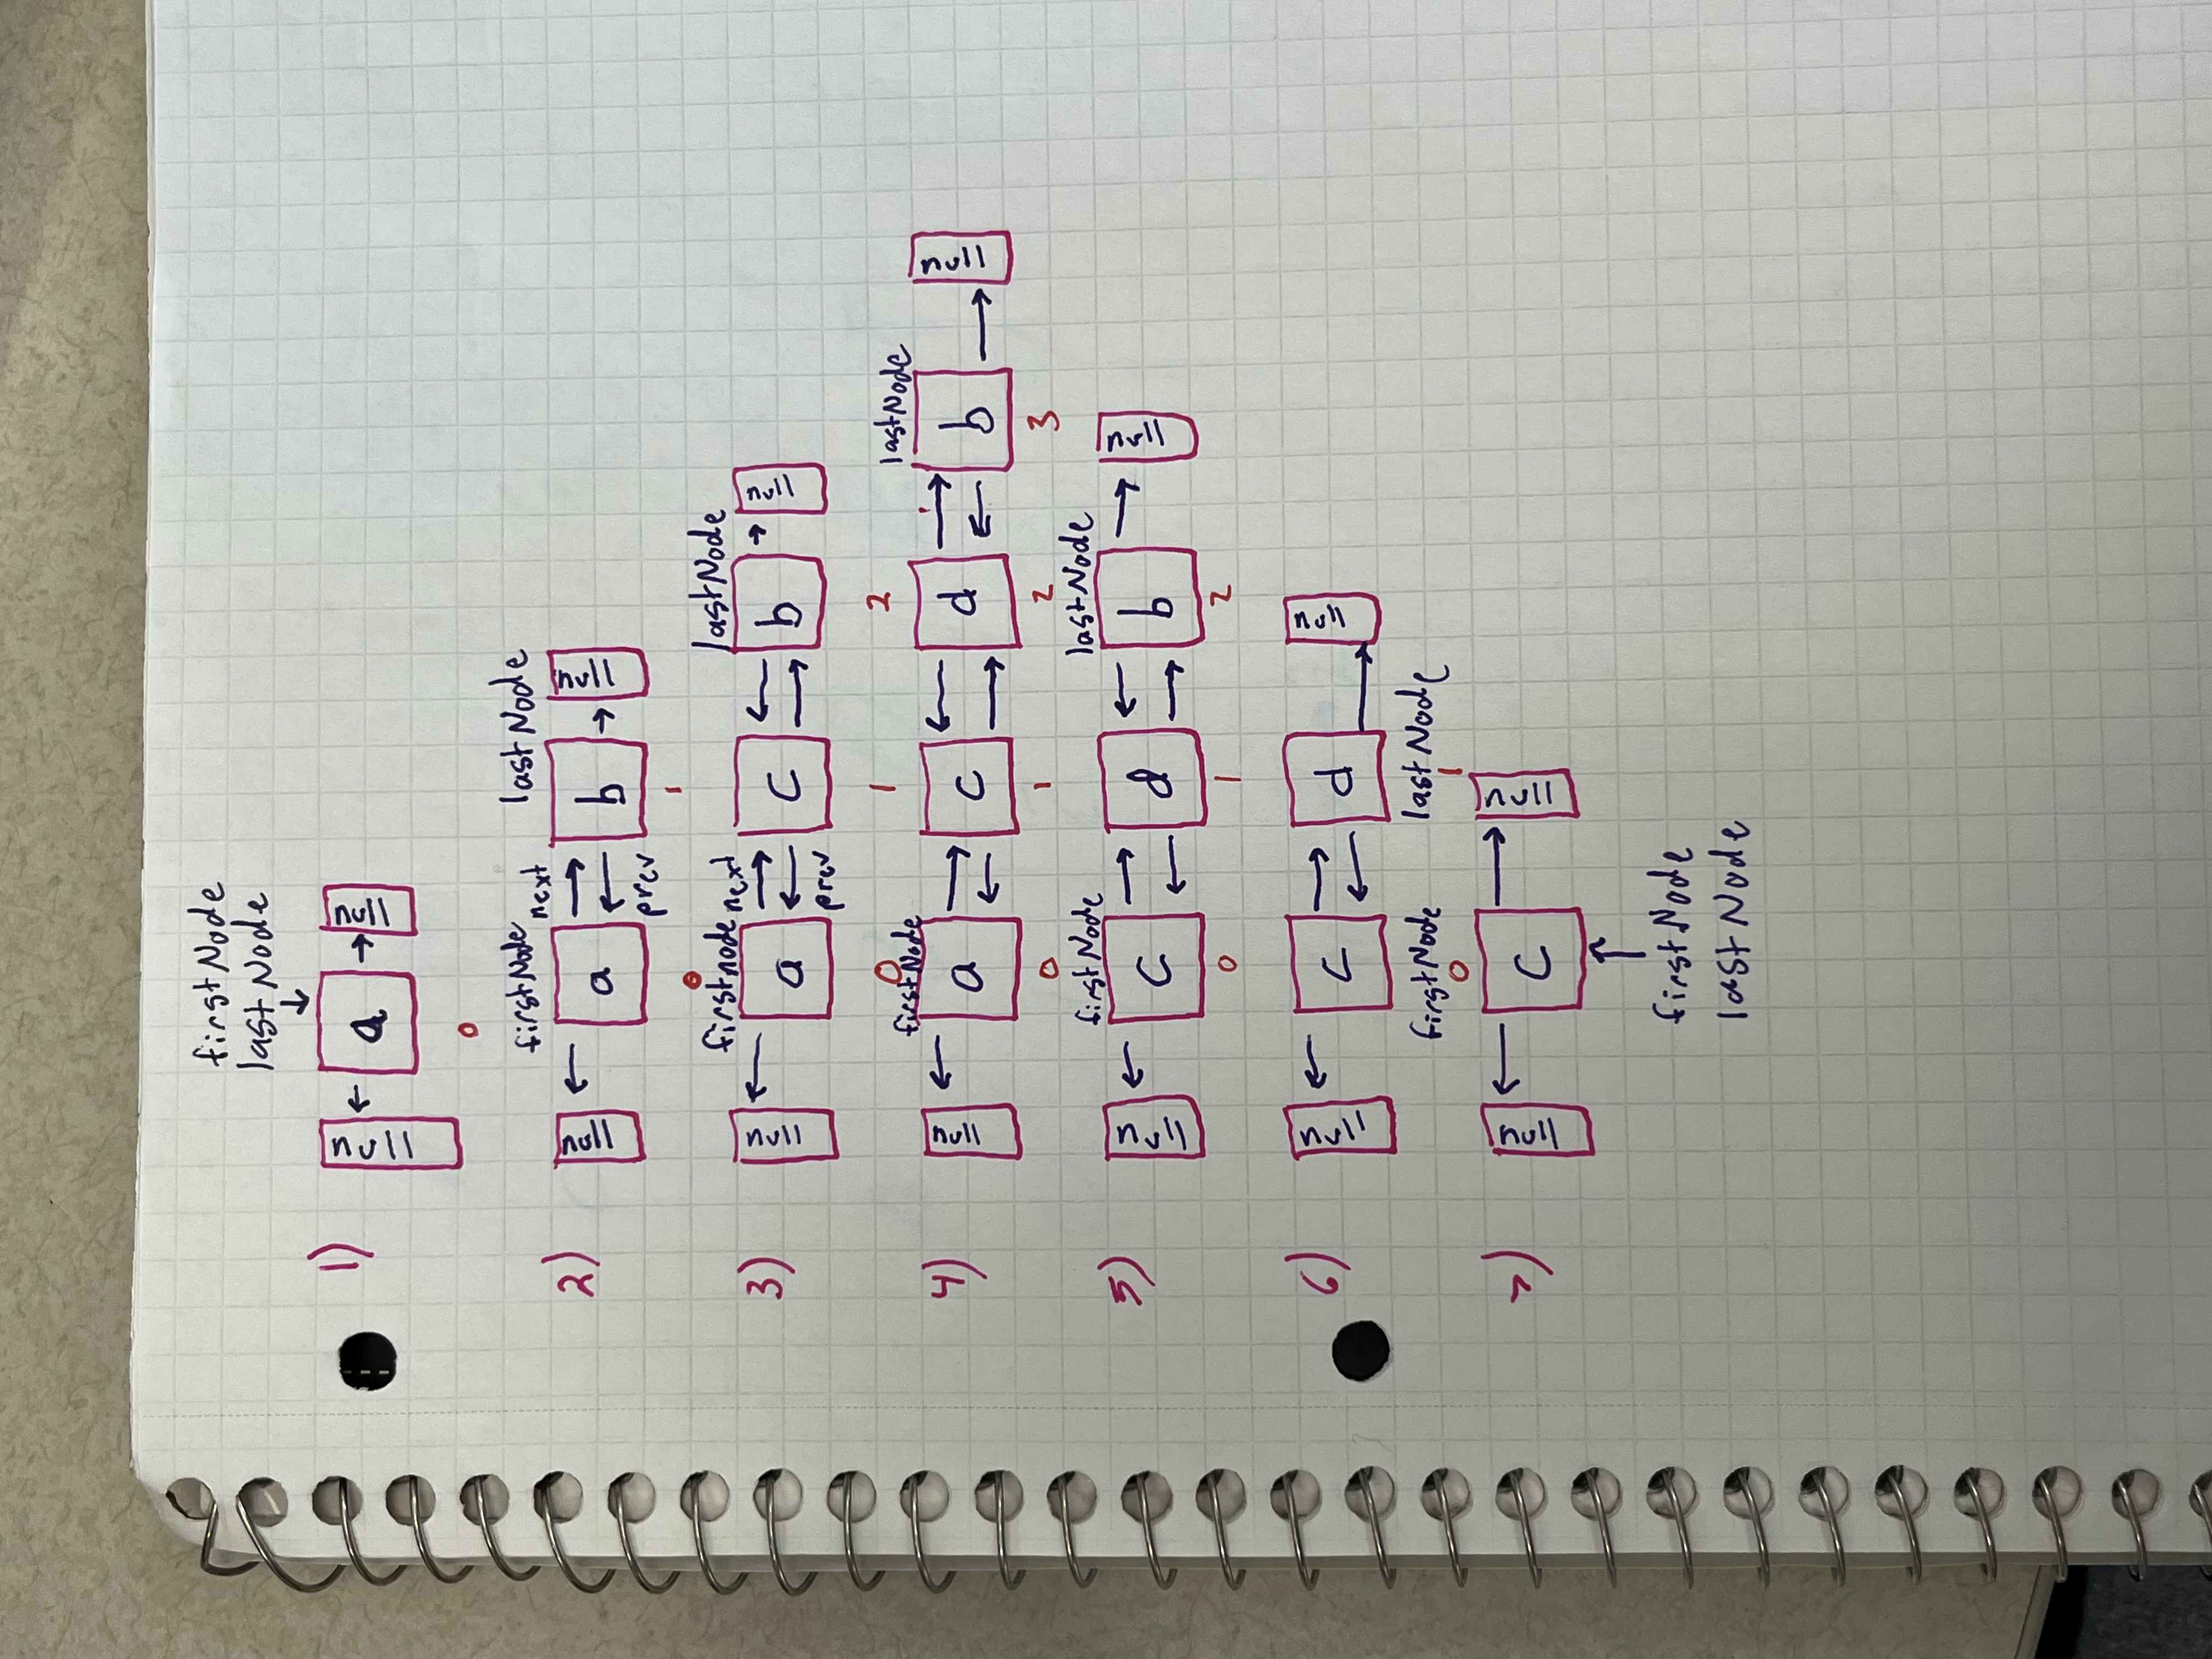 firstNode
lastNode
1) null a null
0
firstNode next lastNode
2) null a b null
prev
0 1
firstnode next lastNode
3) null a c b null
prev
0 1 2
firstNode lastNode
4) null a c d b null
0 1 2 3
firstNode lastNode
5) null c d b null
0 1 2
6) null c d null
firstNode lastNode
0 1
7) null c null
firstNode
lastNode